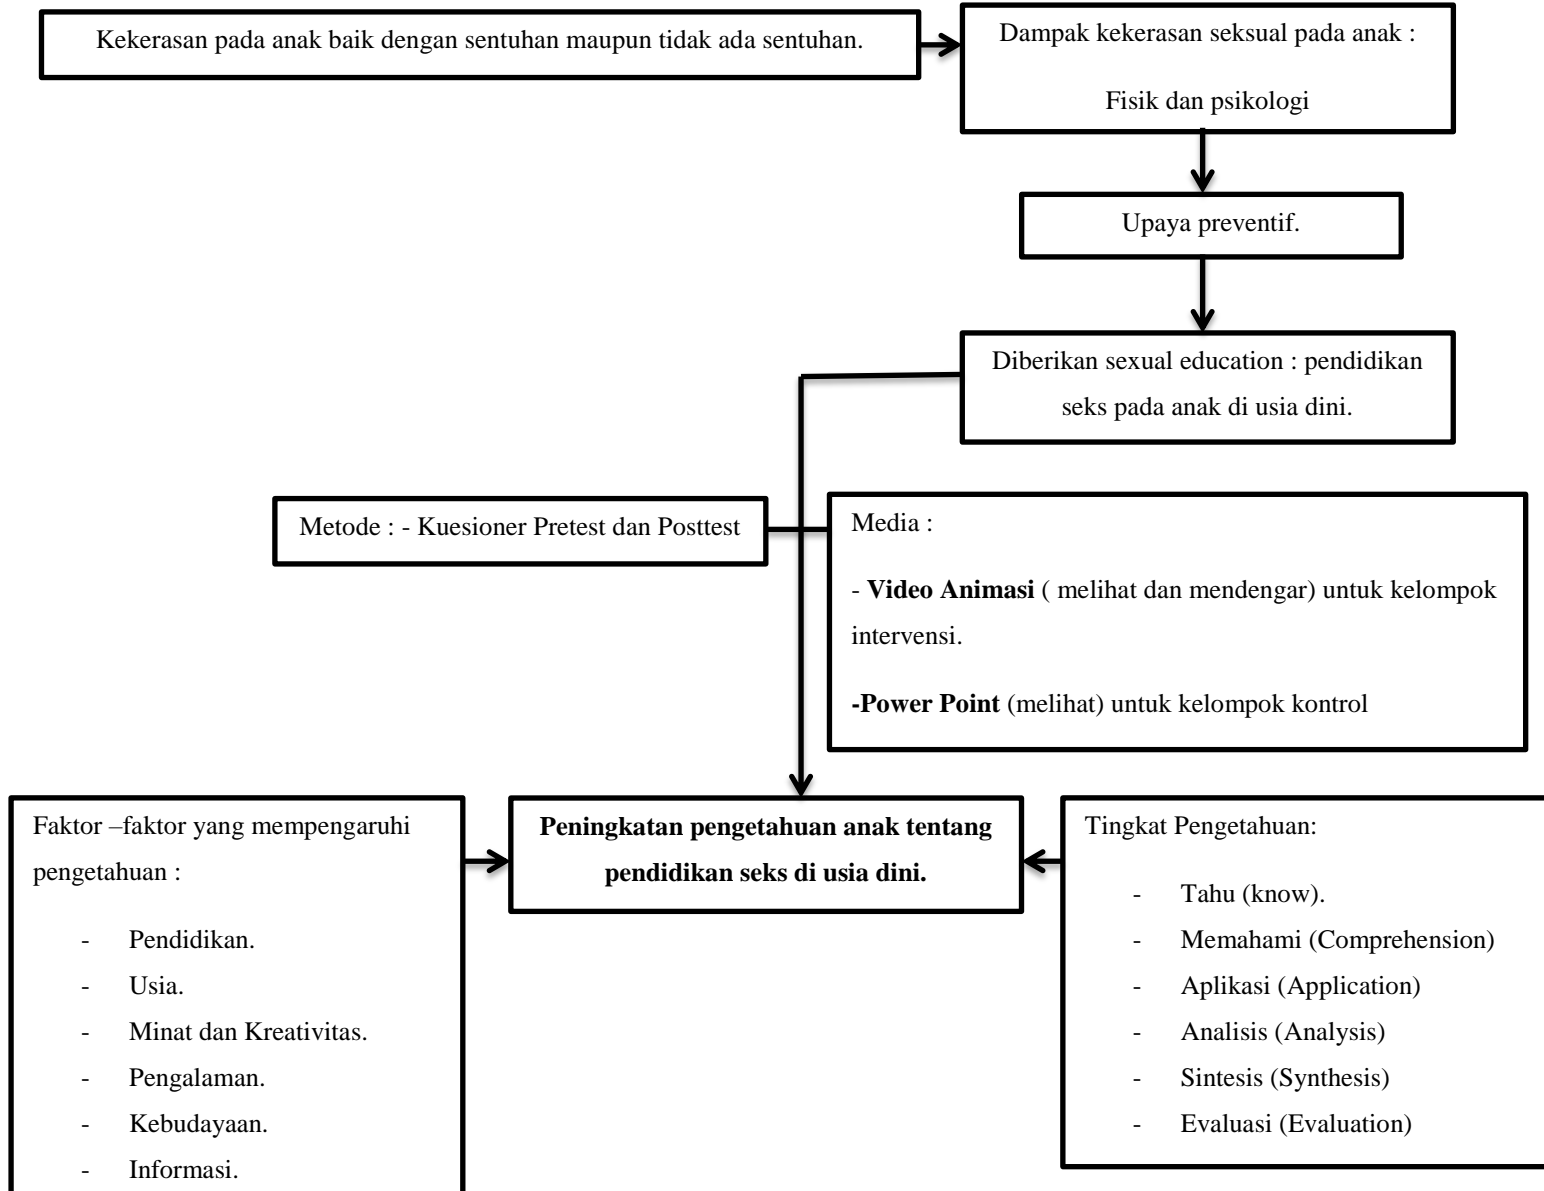 Kekerasan pada anak baik dengan sentuhan maupun tidak ada sentuhan.
Dampak kekerasan seksual pada anak :
Fisik dan psikologi
Upaya preventif.
Diberikan sexual education : pendidikan
seks pada anak di usia dini.
Metode : - Kuesioner Pretest dan Posttest
Media :
- Video Animasi ( melihat dan mendengar) untuk kelompok
intervensi.
-Power Point (melihat) untuk kelompok kontrol
Faktor –faktor yang mempengaruhi
pengetahuan :
- Pendidikan.
- Usia.
- Minat dan Kreativitas.
- Pengalaman.
- Kebudayaan.
- Informasi.
Peningkatan pengetahuan anak tentang
pendidikan seks di usia dini.
Tingkat Pengetahuan:
- Tahu (know).
- Memahami (Comprehension)
- Aplikasi (Application)
- Analisis (Analysis)
- Sintesis (Synthesis)
- Evaluasi (Evaluation)